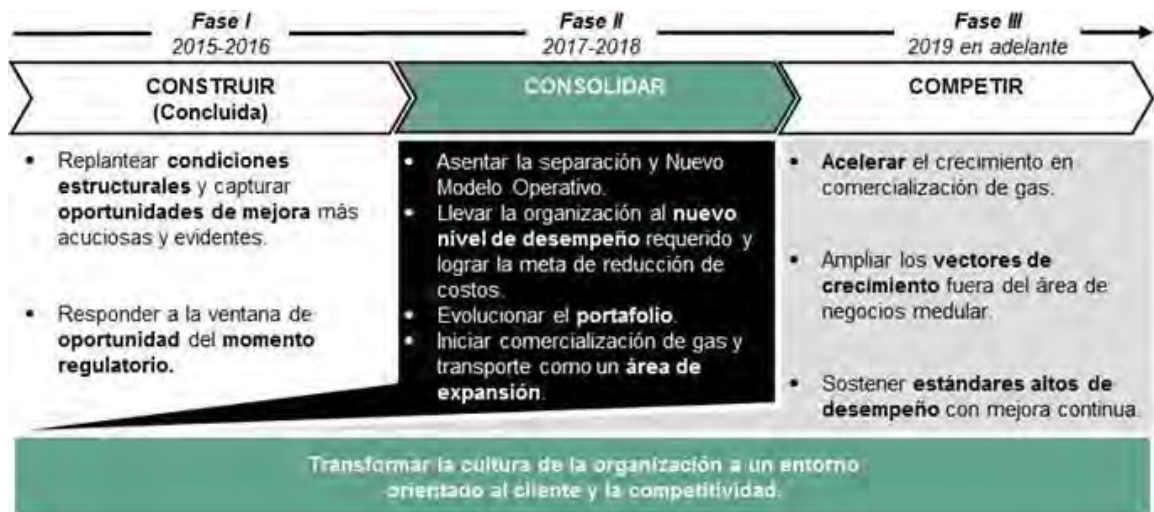 Fase I
2015-2016
Fase II
2017-2018
Fase III
2019 en adelante
CONSTRUIR
(Concluida)
CONSOLIDAR
COMPETIR
• Replantear condiciones
estructurales y capturar
oportunidades de mejora más
acuciosas y evidentes.
• Responder a la ventana de
oportunidad del momento
regulatorio.
• Asentar la separación y Nuevo
Modelo Operativo.
• Llevar la organización al nuevo
nivel de desempeño requerido y
lograr la meta de reducción de
costos.
• Evolucionar el portafolio.
• Iniciar comercialización de gas y
transporte como un área de
expansión.
• Acelerar el crecimiento en
comercialización de gas.
• Ampliar los vectores de
crecimiento fuera del área de
negocios medular.
• Sostener estándares altos de
desempeño con mejora continua.
Transformar la cultura de la organización a un entorno
orientado al cliente y la competitividad.